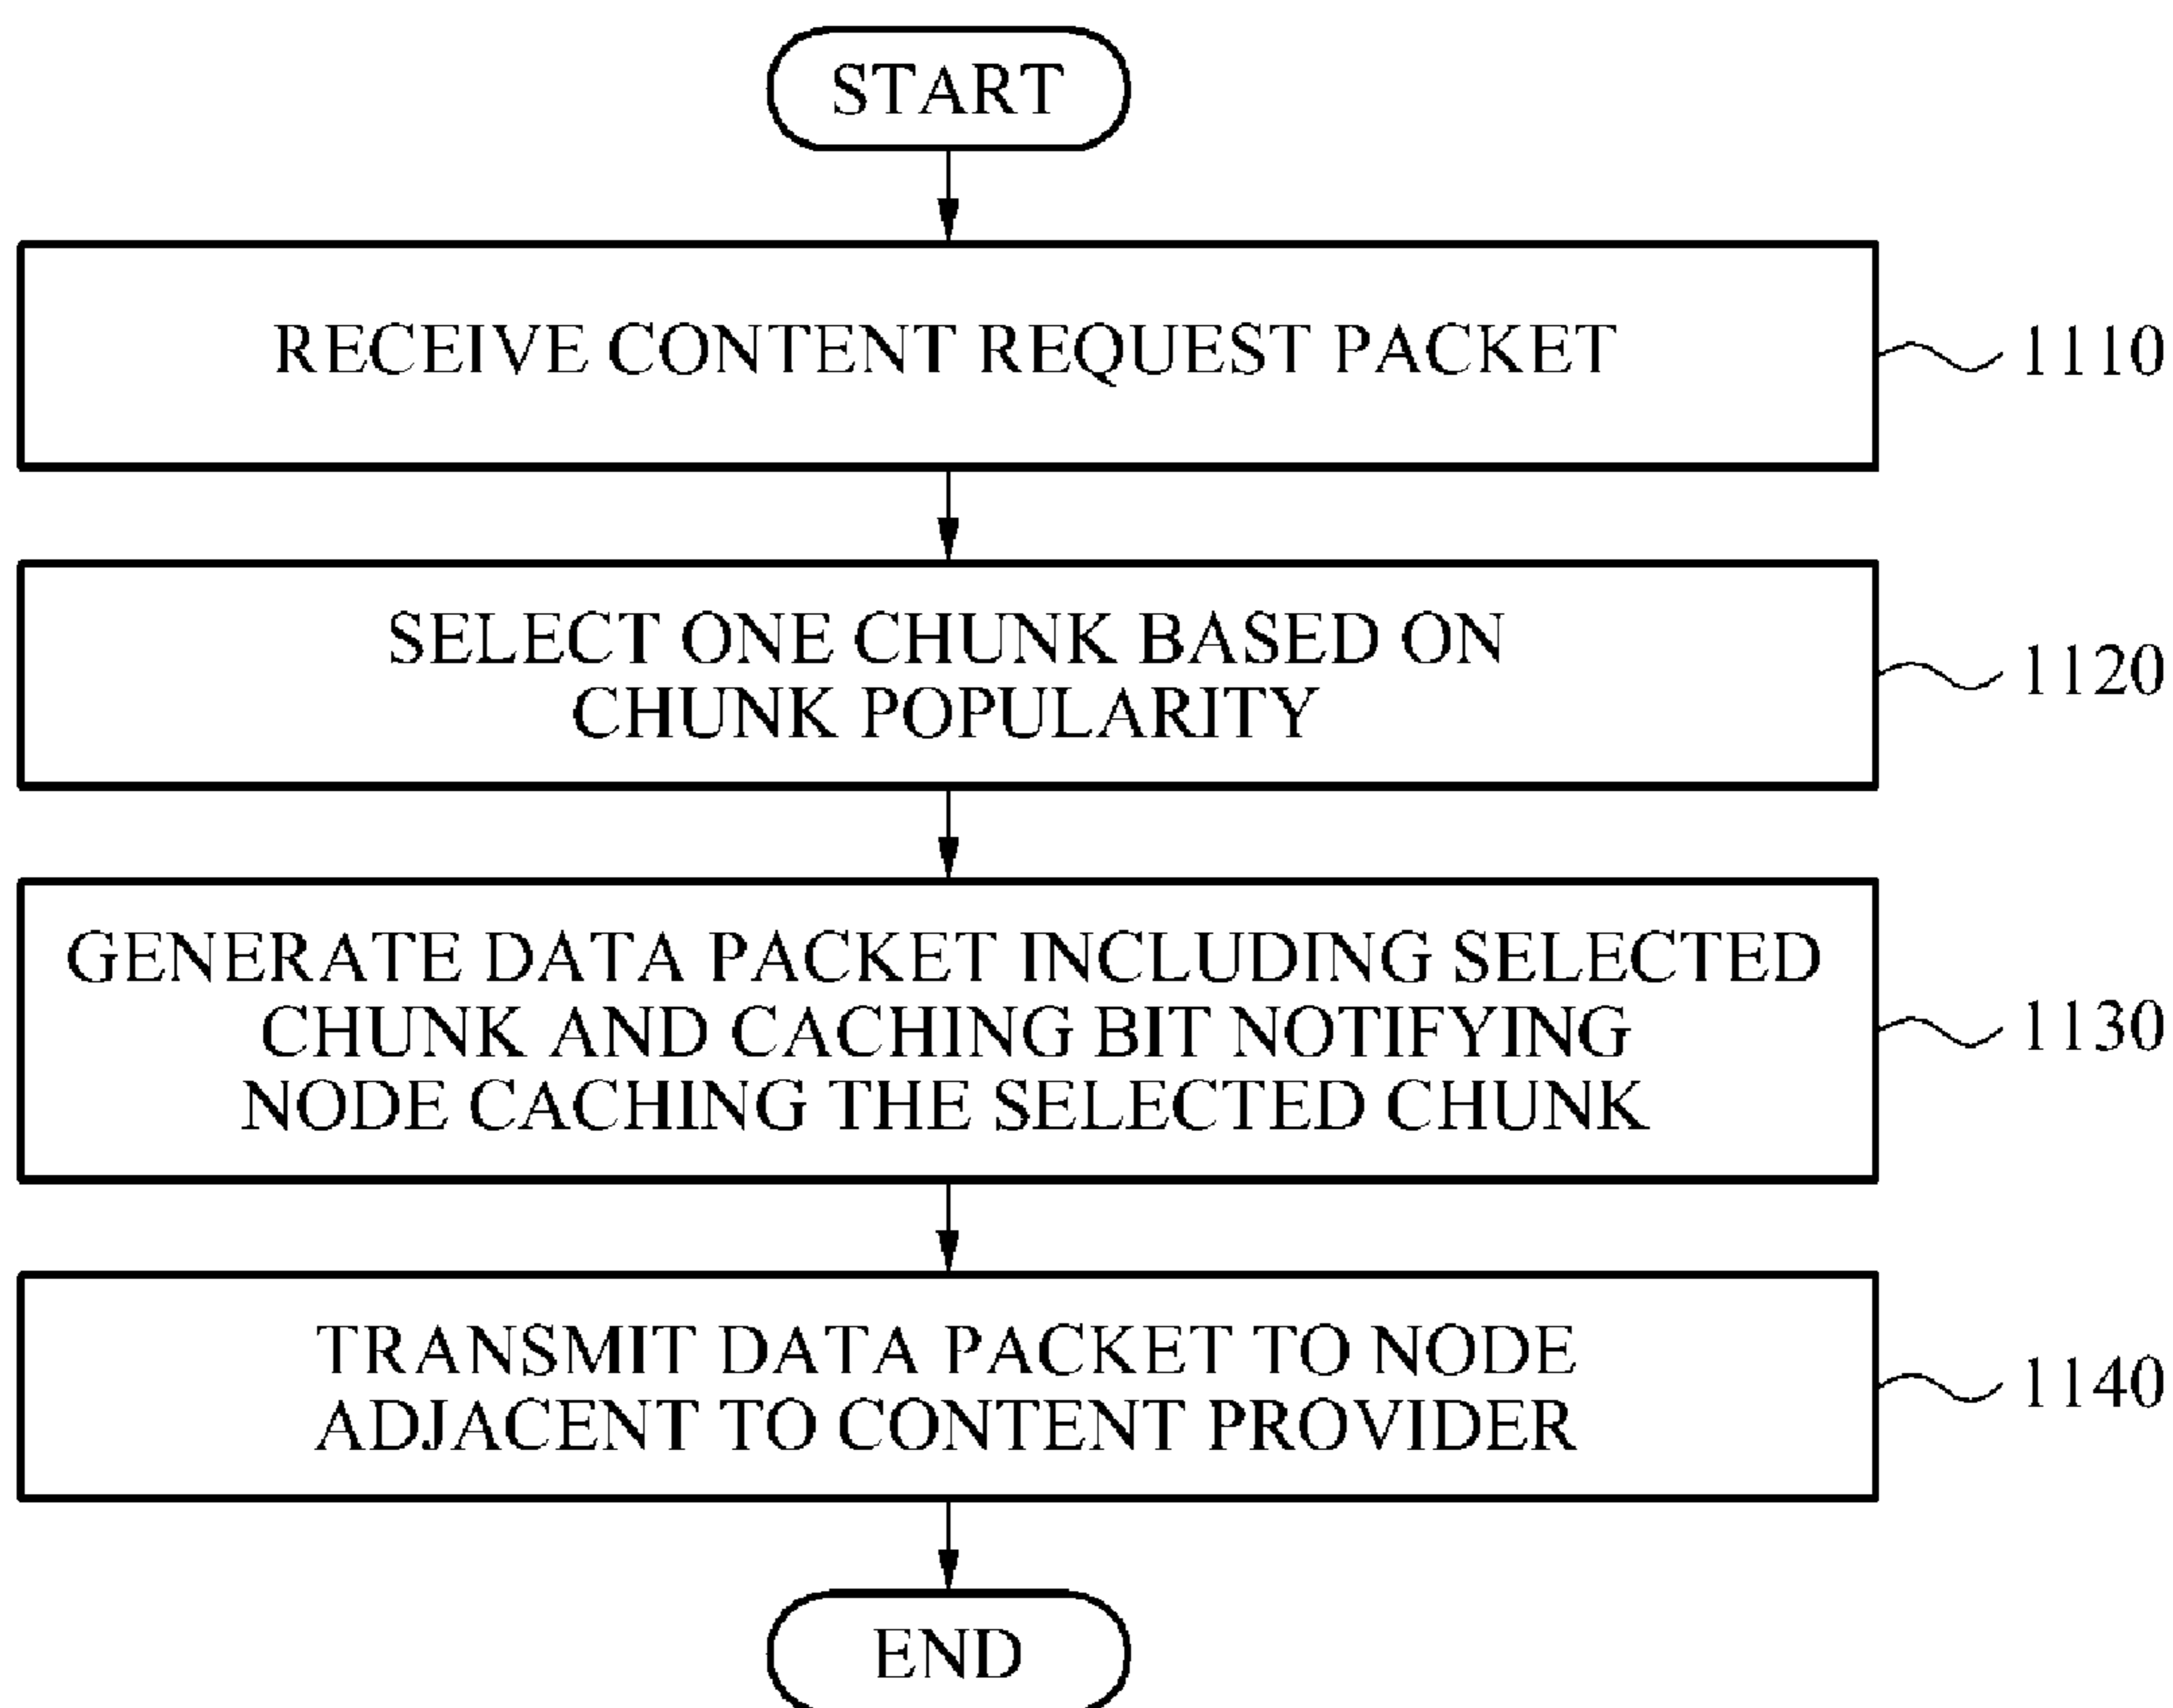 START
RECEIVE CONTENT REQUEST PACKET
1110
SELECT ONE CHUNK BASED ON
CHUNK POPULARITY
1120
GENERATE DATA PACKET INCLUDING SELECTED
CHUNK AND CACHING BIT NOTIFYING
NODE CACHING THE SELECTED CHUNK
1130
TRANSMIT DATA PACKET TO NODE
ADJACENT TO CONTENT PROVIDER
1140
END